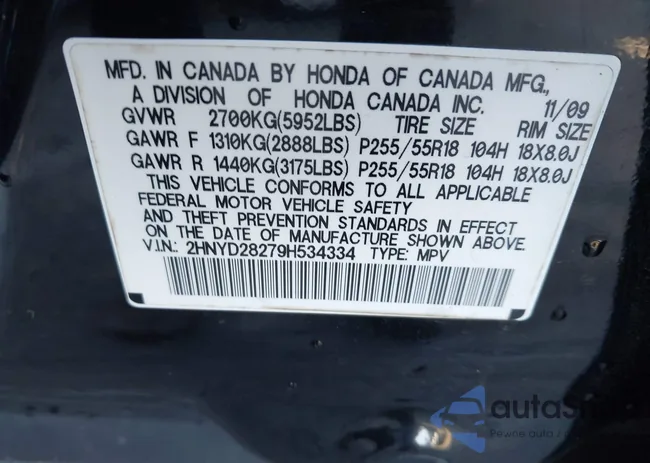 MFD. IN CANADA BY HONDA OF CANADA MFG.,
A DIVISION OF HONDA CANADA INC. 11/09
GVWR 2700KG(5952LBS) TIRE SIZE RIM SIZE
GAWR F 1310KG(2888LBS) P255/55R18 104H 18X8.0J
GAWR R 1440KG(3175LBS) P255/55R18 104H 18X8.0J
THIS VEHICLE CONFORMS TO ALL APPLICABLE
FEDERAL MOTOR VEHICLE SAFETY
AND THEFT PREVENTION STANDARDS IN EFFECT
ON THE DATE OF MANUFACTURE SHOWN ABOVE.
V.I.N.: 2HNYD28279H534334 TYPE: MPV
Pewne auta z